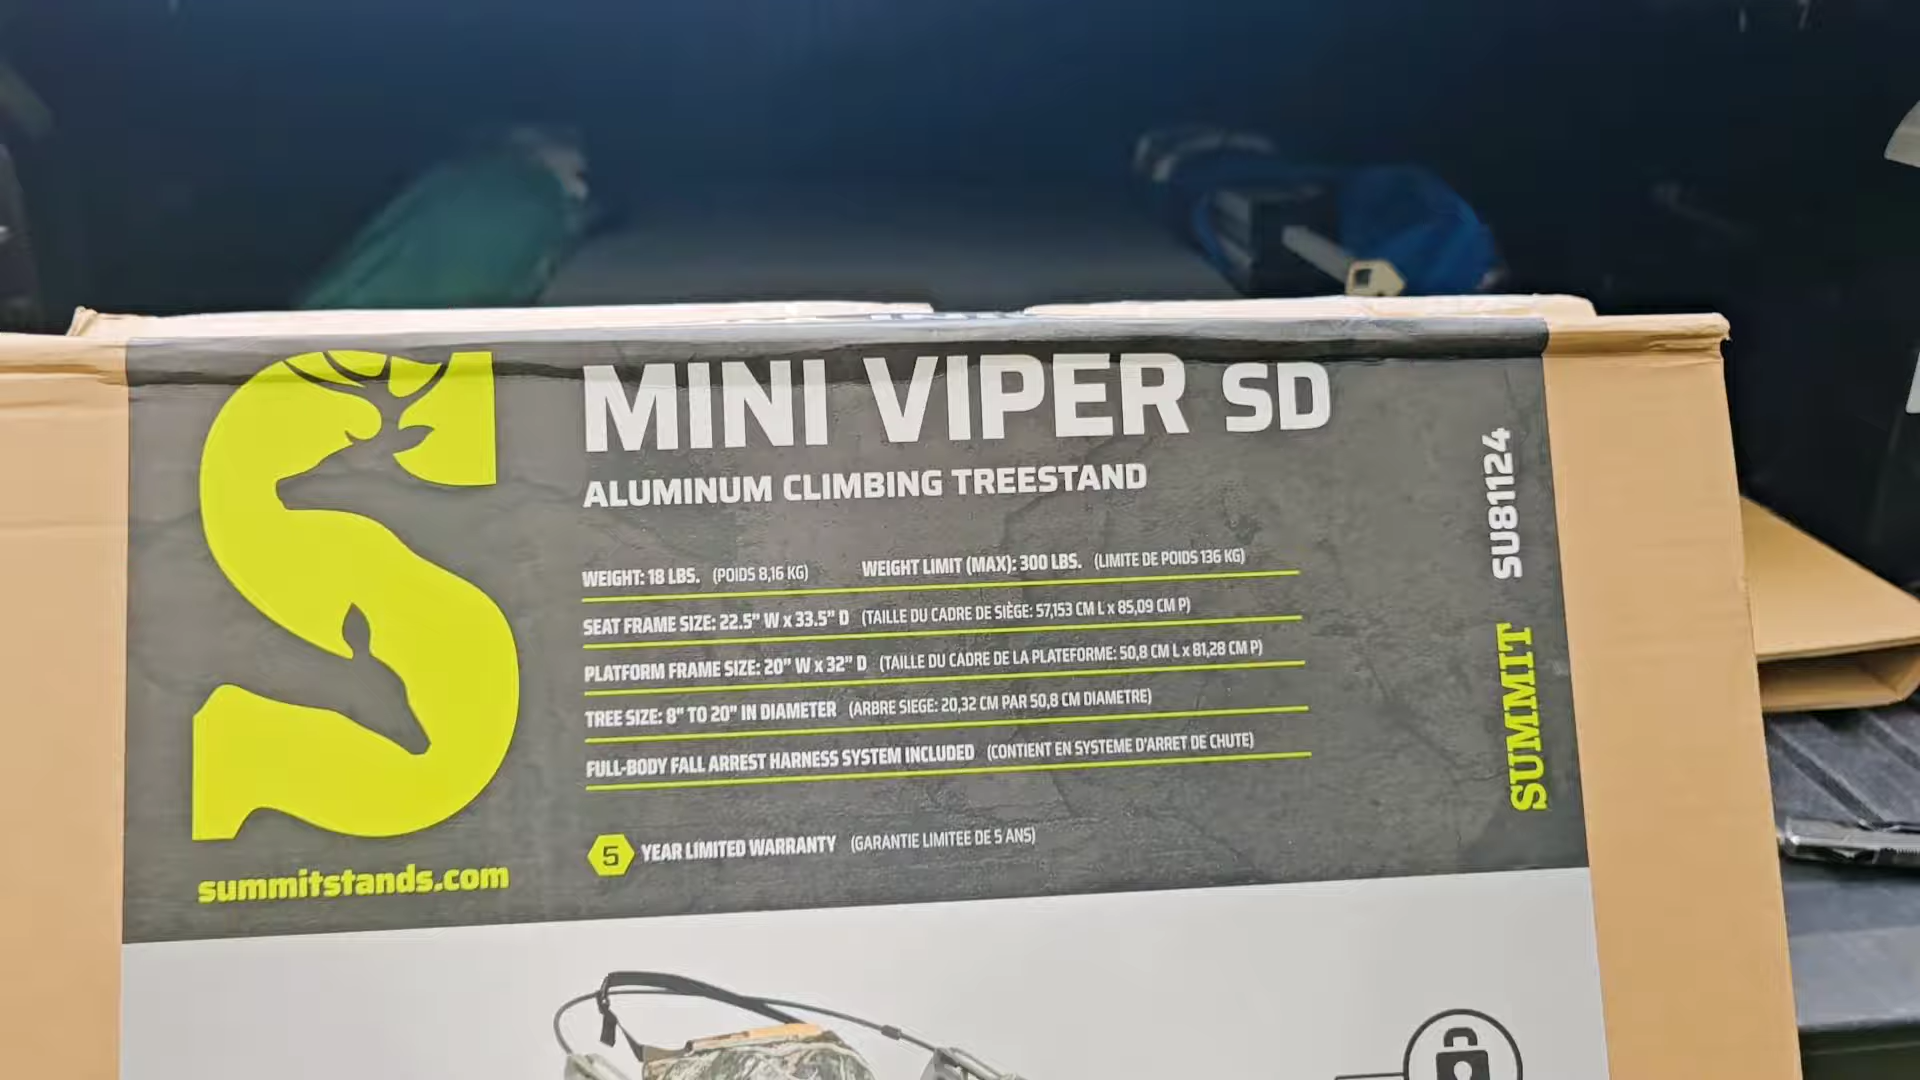 MINI VIPER SD
ALUMINUM CLIMBING TREESTAND
WEIGHT: 18 LBS. (POIDS 8,16 KG) WEIGHT LIMIT (MAX): 300 LBS. (LIMITE DE POIDS 136 KG)
SEAT FRAME SIZE: 22.5" W x 33.5" D (TAILLE DU CADRE DE SIÈGE: 57,153 CM L x 85,09 CM P)
PLATFORM FRAME SIZE: 20" W x 32" D (TAILLE DU CADRE DE LA PLATEFORME: 50,8 CM L x 81,28 CM P)
TREE SIZE: 8" TO 20" IN DIAMETER (ARBRE SIEGE: 20,32 CM PAR 50,8 CM DIAMETRE)
FULL-BODY FALL ARREST HARNESS SYSTEM INCLUDED (CONTIENT EN SYSTEME D'ARRET DE CHUTE)
5 YEAR LIMITED WARRANTY (GARANTIE LIMITEE DE 5 ANS)
summitstands.com
SUMMIT SU81124